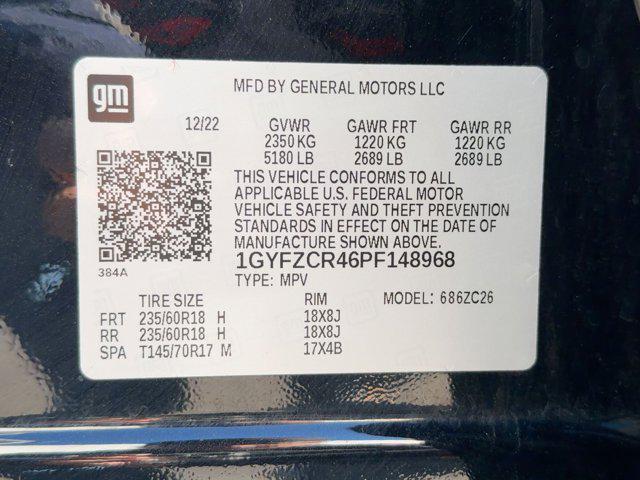 gm
MFD BY GENERAL MOTORS LLC
12/22 GVWR GAWR FRT GAWR RR
2350 KG 1220 KG 1220 KG
5180 LB 2689 LB 2689 LB
THIS VEHICLE CONFORMS TO ALL
APPLICABLE U.S. FEDERAL MOTOR
VEHICLE SAFETY AND THEFT PREVENTION
STANDARDS IN EFFECT ON THE DATE OF
MANUFACTURE SHOWN ABOVE.
384A
1GYFZCR46PF148968
TYPE: MPV
TIRE SIZE RIM MODEL: 686ZC26
FRT 235/60R18 H 18X8J
RR 235/60R18 H 18X8J
SPA T145/70R17 M 17X4B